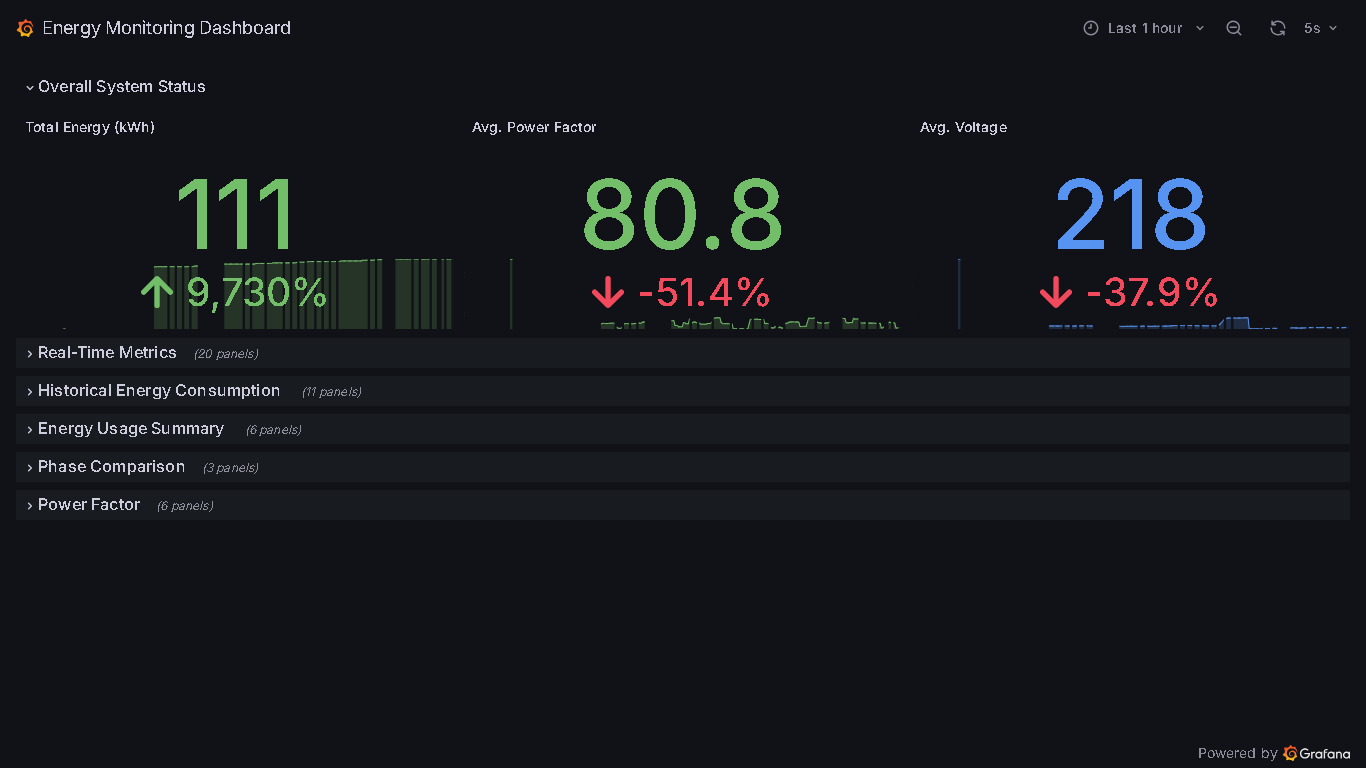 Energy Monitoring Dashboard
Last 1 hour
5s
Overall System Status
Total Energy (kWh)
Avg. Power Factor
Avg. Voltage
111
80.8
218
9,730%
-51.4%
-37.9%
Real-Time Metrics (20 panels)
Historical Energy Consumption (11 panels)
Energy Usage Summary (6 panels)
Phase Comparison (3 panels)
Power Factor (6 panels)
Powered by Grafana